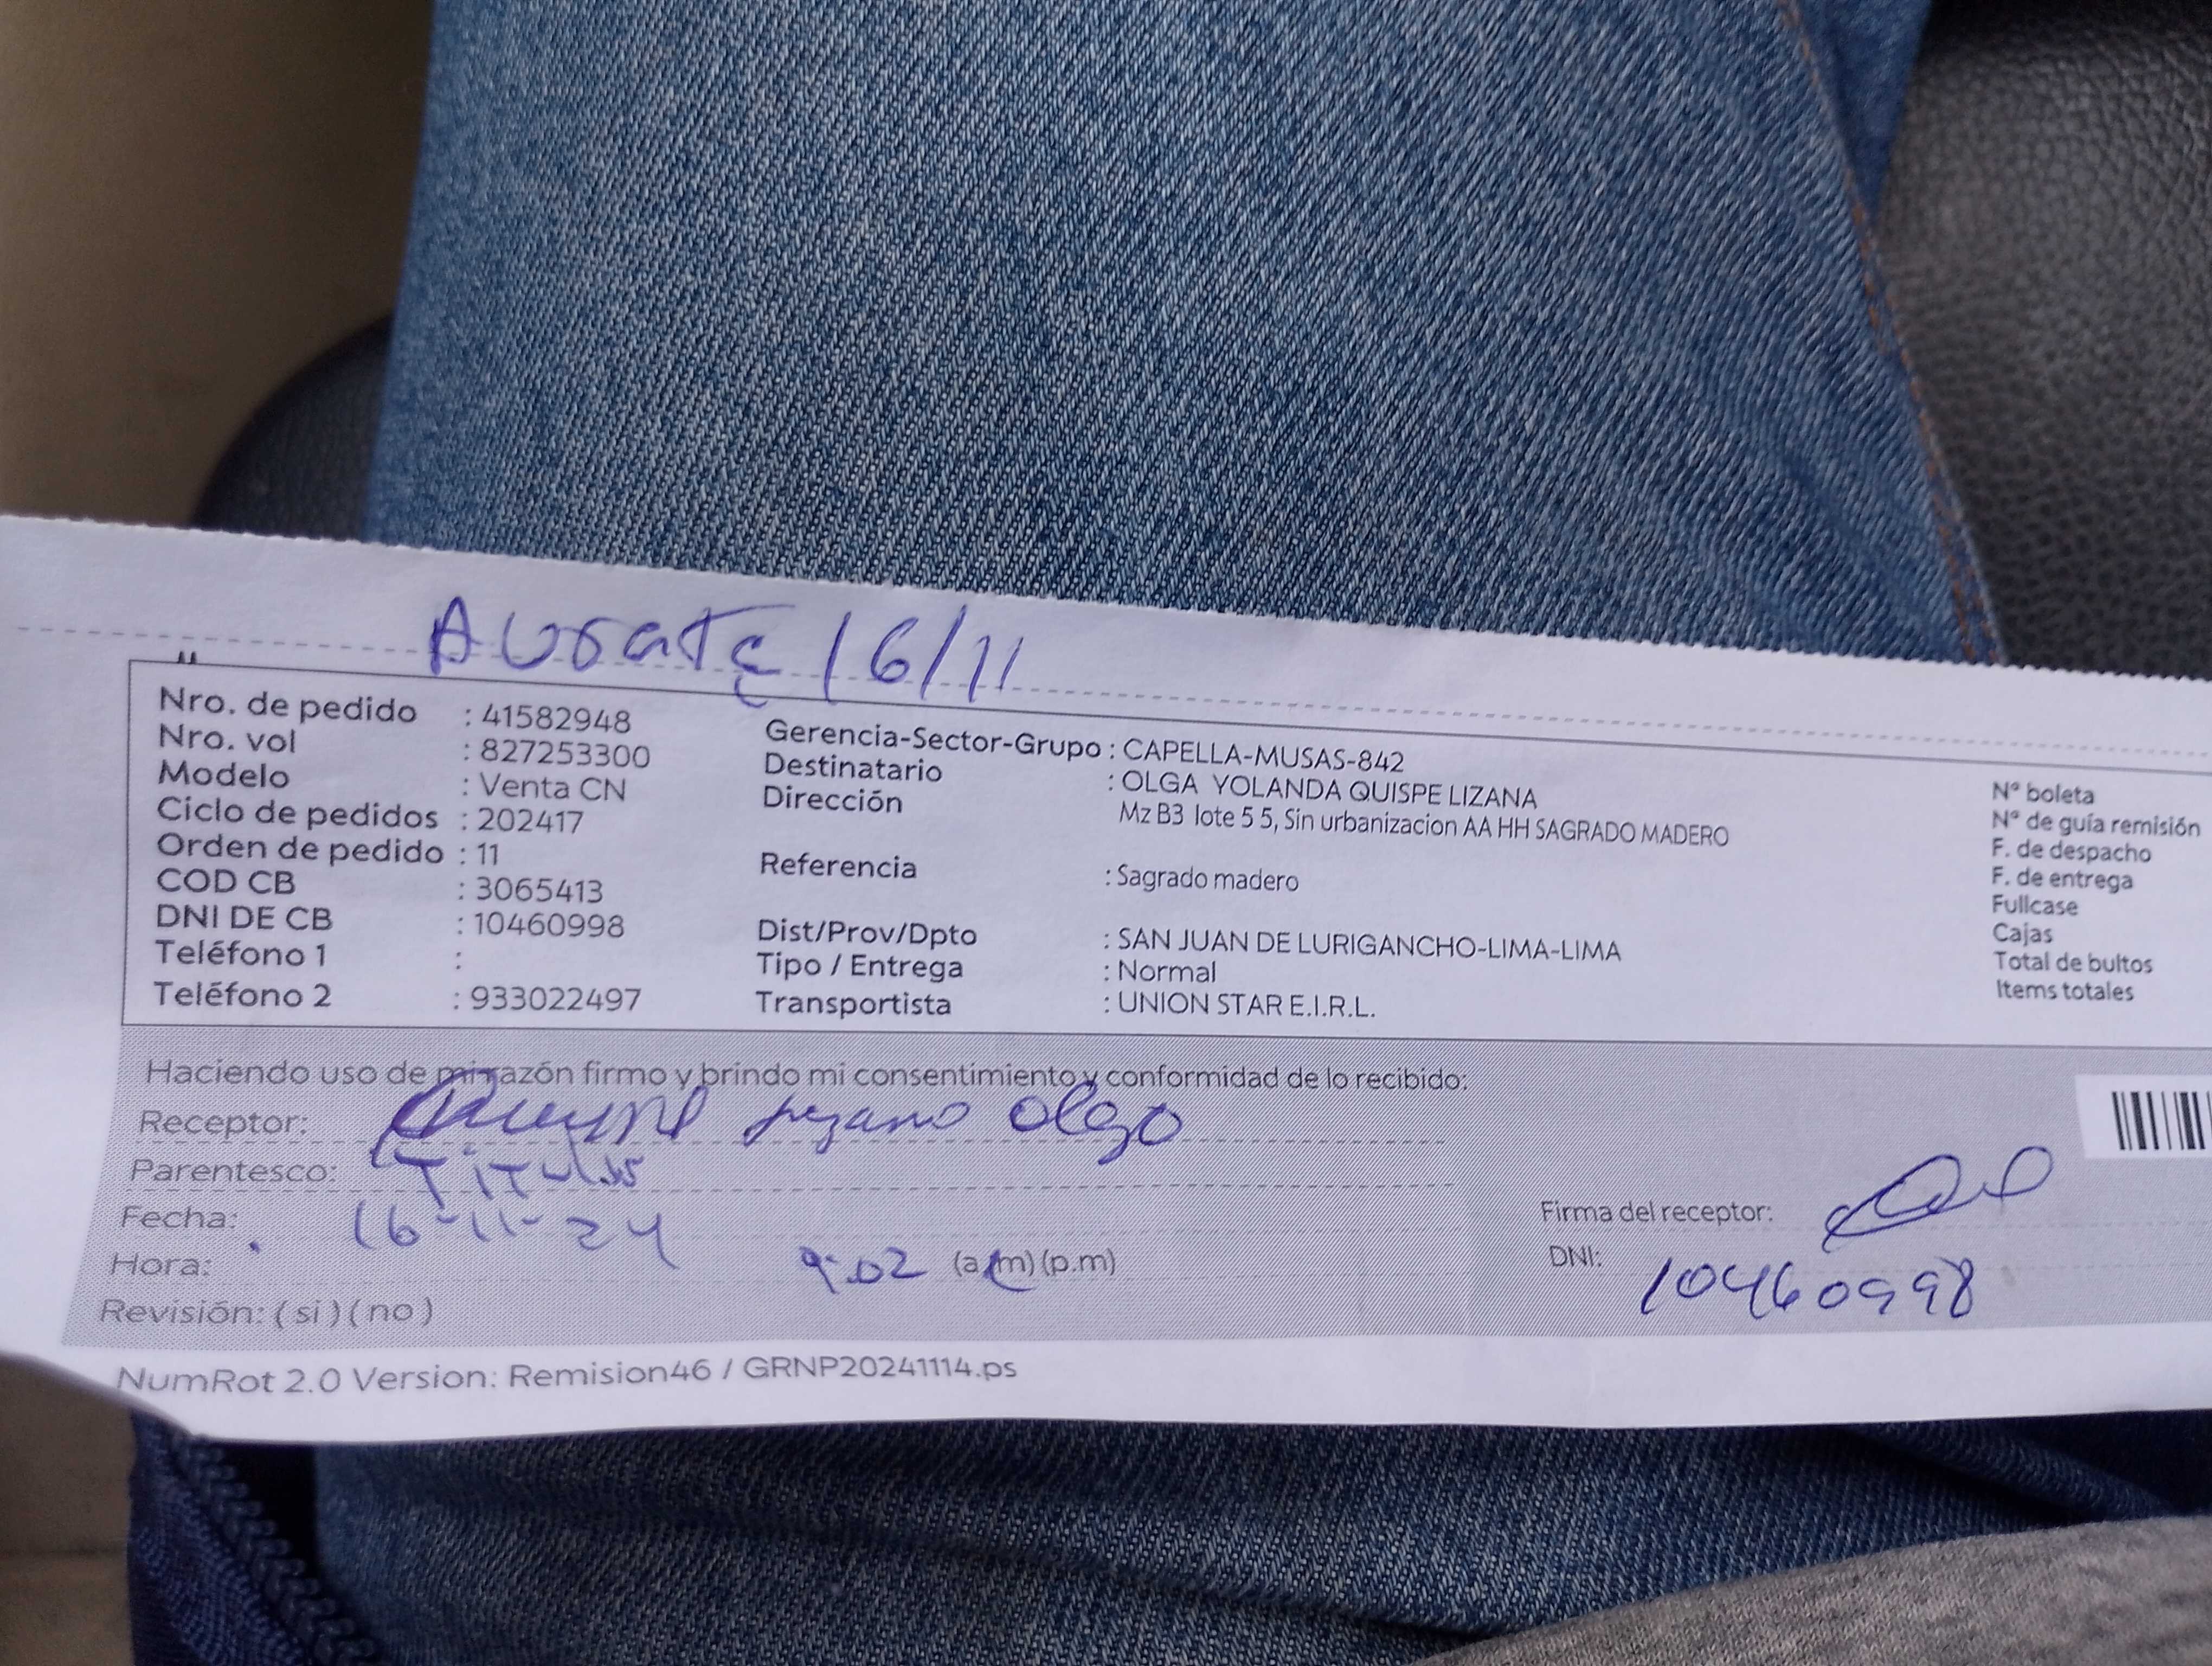 16/11
Nro. de pedido : 41582948
Nro. vol : 827253300
Modelo : Venta CN
Ciclo de pedidos : 202417
Orden de pedido : 11
COD CB : 3065413
DNI DE CB : 10460998
Teléfono 1 :
Teléfono 2 : 933022497
Gerencia-Sector-Grupo : CAPELLA-MUSAS-842
Destinatario : OLGA YOLANDA QUISPE LIZANA
Dirección Mz B3 lote 5 5, Sin urbanizacion AA HH SAGRADO MADERO
Referencia : Sagrado madero
Dist/Prov/Dpto : SAN JUAN DE LURIGANCHO-LIMA-LIMA
Tipo / Entrega : Normal
Transportista : UNION STAR E.I.R.L.
N° boleta
N° de guía remisión
F. de despacho
F. de entrega
Fullcase
Cajas
Total de bultos
Items totales
Haciendo uso de mi razón firmo y brindo mi consentimiento y conformidad de lo recibido:
Receptor: Olga
Parentesco:
Fecha: 16-11-24
Hora: 9:02 (a.m) (p.m)
Revisión: ( si ) ( no )
Firma del receptor:
DNI: 10460998
NumRot 2.0 Version: Remision46 / GRNP20241114.ps